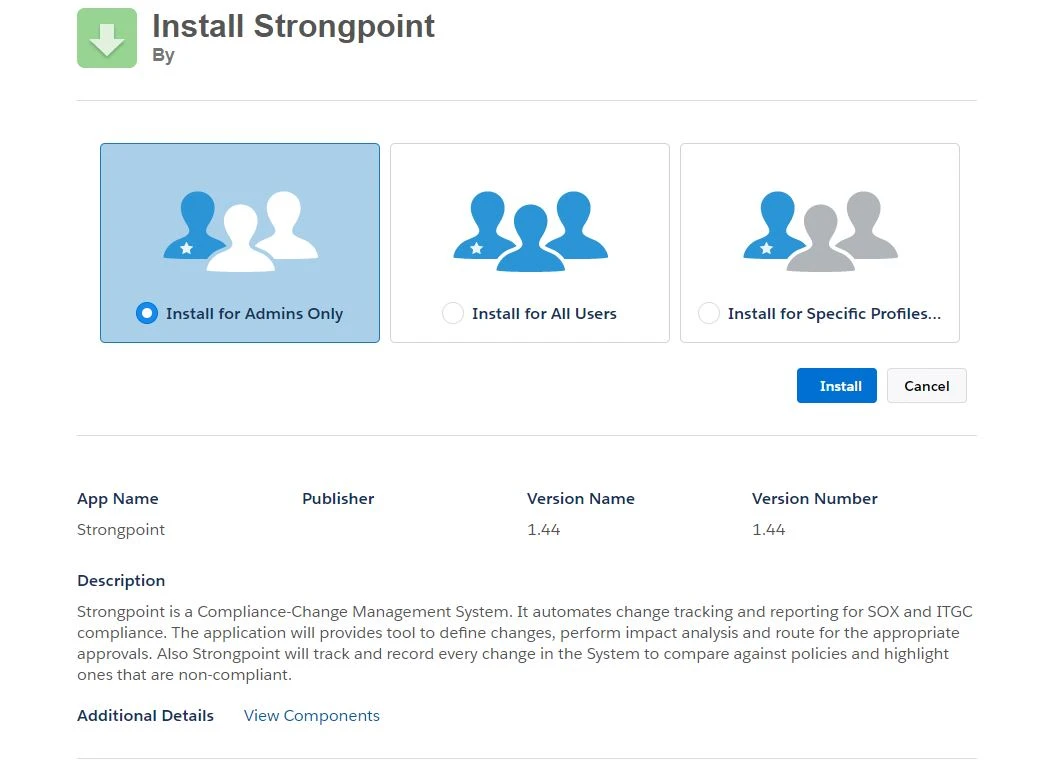 Install Strongpoint
By
Install for Admins Only
Install for All Users
Install for Specific Profiles...
Install
Cancel
App Name
Publisher
Version Name
Version Number
Strongpoint
1.44
1.44
Description
Strongpoint is a Compliance-Change Management System. It automates change tracking and reporting for SOX and ITGC
compliance. The application will provides tool to define changes, perform impact analysis and route for the appropriate
approvals. Also Strongpoint will track and record every change in the System to compare against policies and highlight
ones that are non-compliant.
Additional Details
View Components